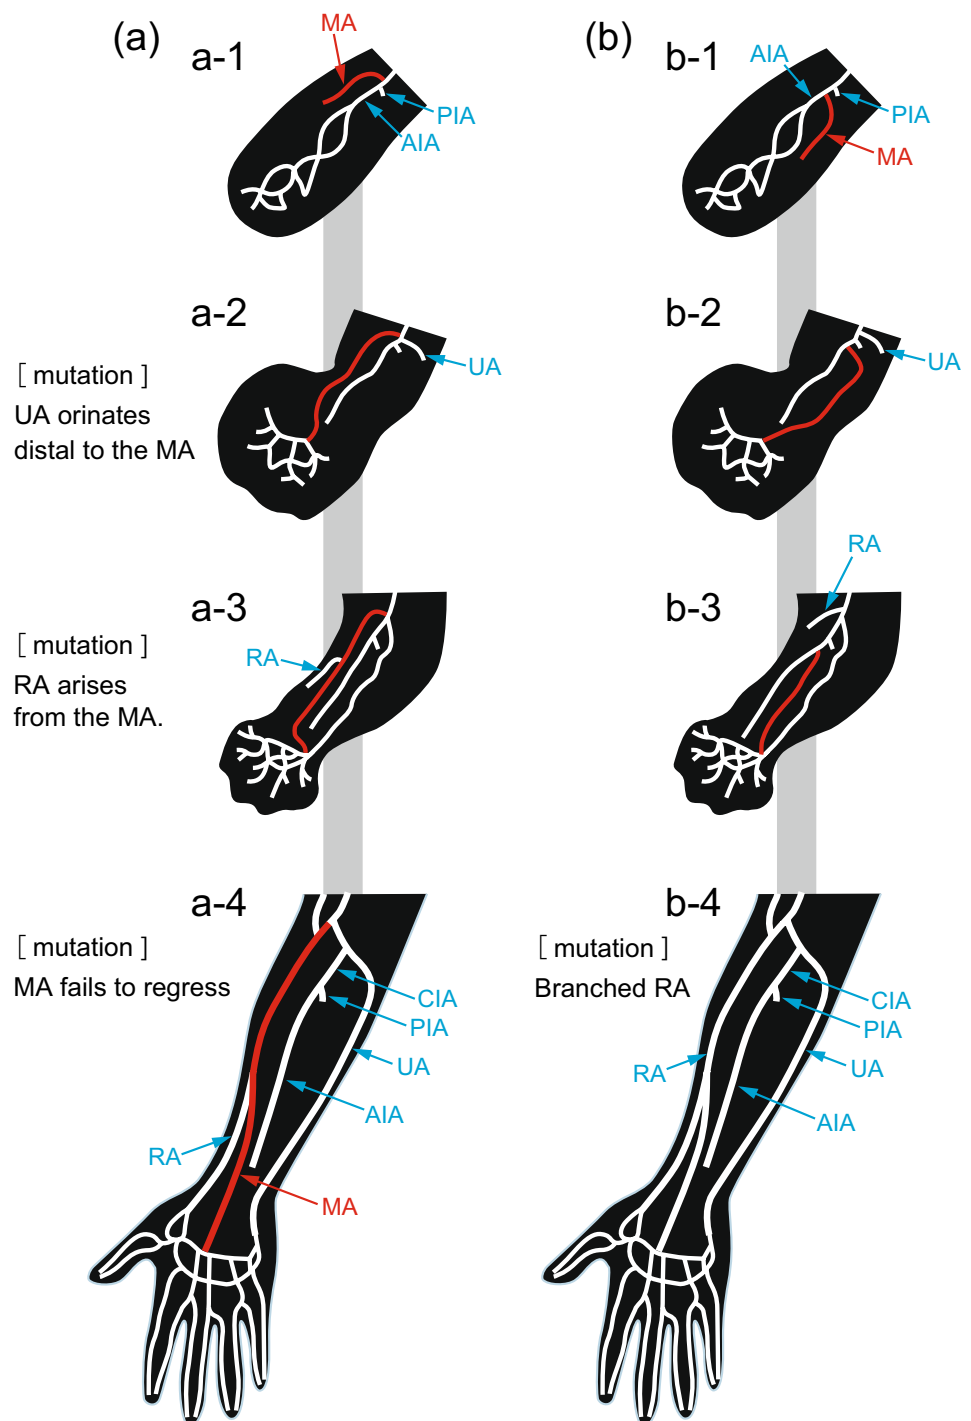 (a)
(b)
a-1
MA
PIA
AIA
b-1
AIA
PIA
MA
a-2
UA
[ mutation ]
UA orinates
distal to the MA
b-2
UA
a-3
RA
[ mutation ]
RA arises
from the MA.
b-3
RA
a-4
[ mutation ]
MA fails to regress
CIA
PIA
UA
AIA
RA
MA
b-4
[ mutation ]
Branched RA
CIA
PIA
UA
RA
AIA